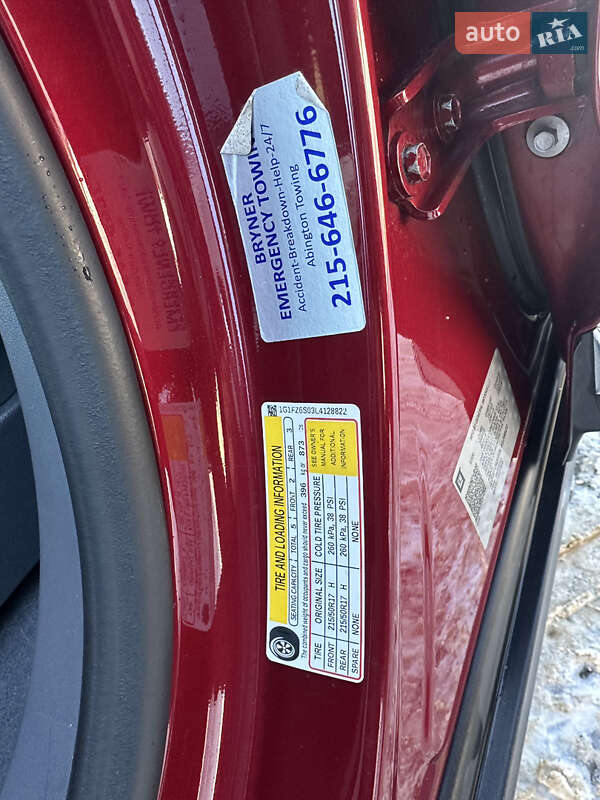 auto RIA.com
BRYNER
EMERGENCY TOWIN
Accident-Breakdown-Help-24/7
Abington Towing
215-646-6776
1G1FZ6S03L4128822
TIRE AND LOADING INFORMATION
SEATING CAPACITY TOTAL 5 FRONT 2 REAR 3
The combined weight of occupants and cargo should never exceed 396 kg or 873
TIRE ORIGINAL SIZE COLD TIRE PRESSURE
FRONT 215/50R17 H 260 kPa, 38 PSI
REAR 215/50R17 H 260 kPa, 38 PSI
SPARE NONE NONE
SEE OWNER'S
MANUAL FOR
ADDITIONAL
INFORMATION